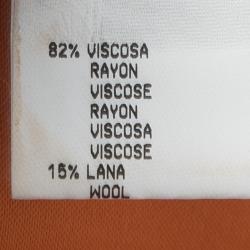 82% VISCOSA
RAYON
VISCOSE
RAYON
VISCOSA
VISCOSE
15% LANA
WOOL